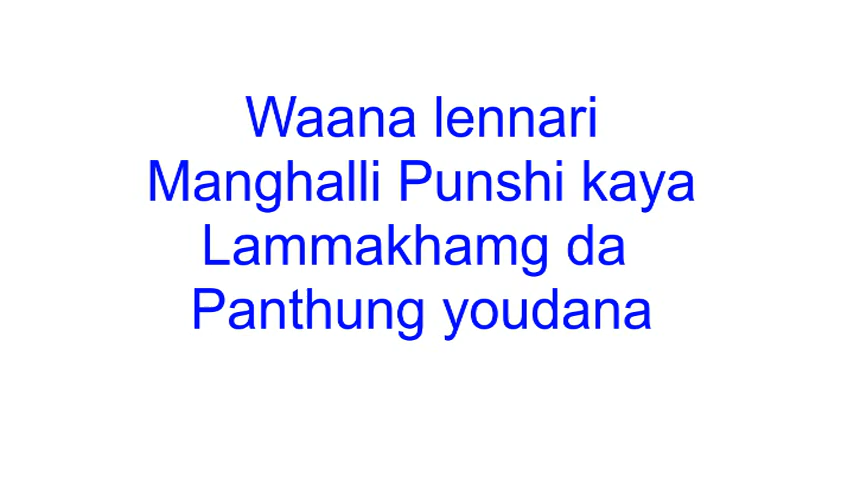 Waana lennari
Manghalli Punshi kaya
Lammakhamg da
Panthung youdana